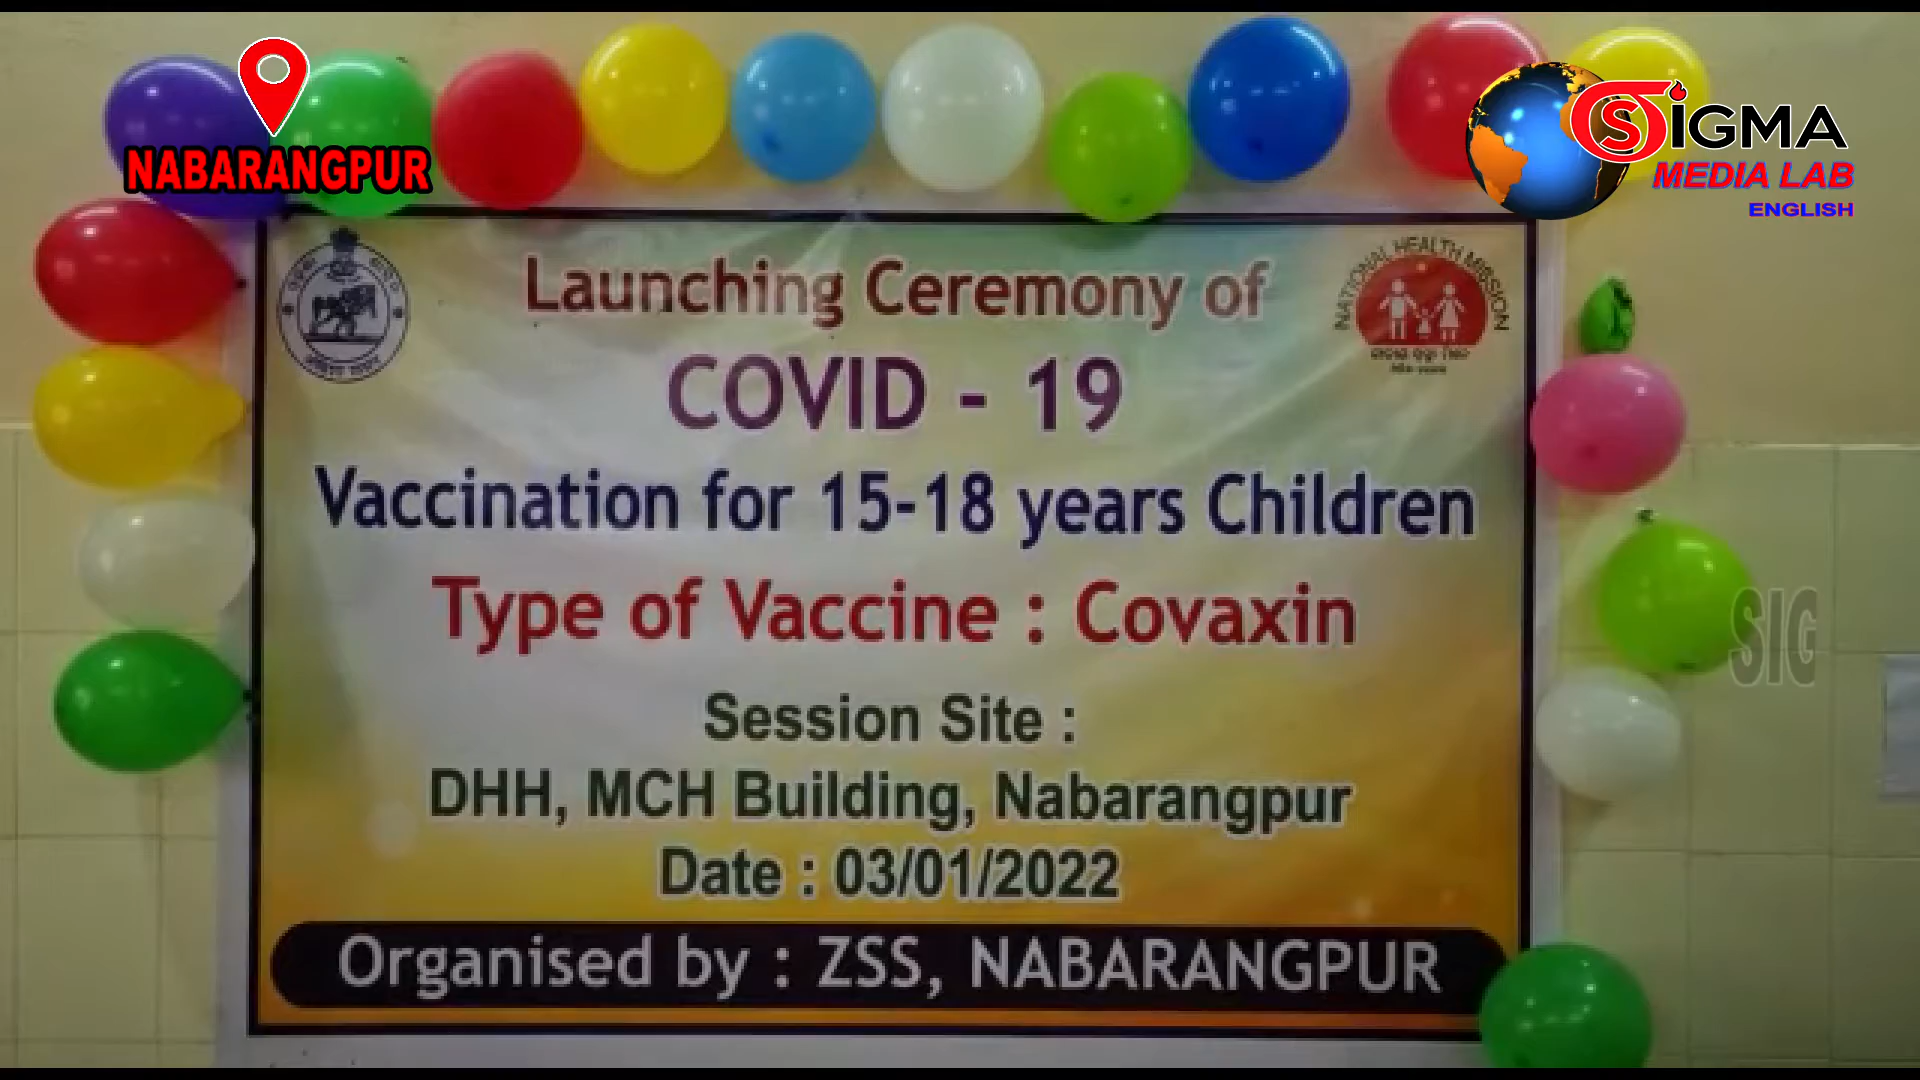 NABARANGPUR
SIGMA
MEDIA LAB
ENGLISH
NATIONAL HEALTH MISSION
Launching Ceremony of
COVID - 19
Vaccination for 15-18 years Children
Type of Vaccine : Covaxin
SIG
Session Site :
DHH, MCH Building, Nabarangpur
Date : 03/01/2022
Organised by : ZSS, NABARANGPUR